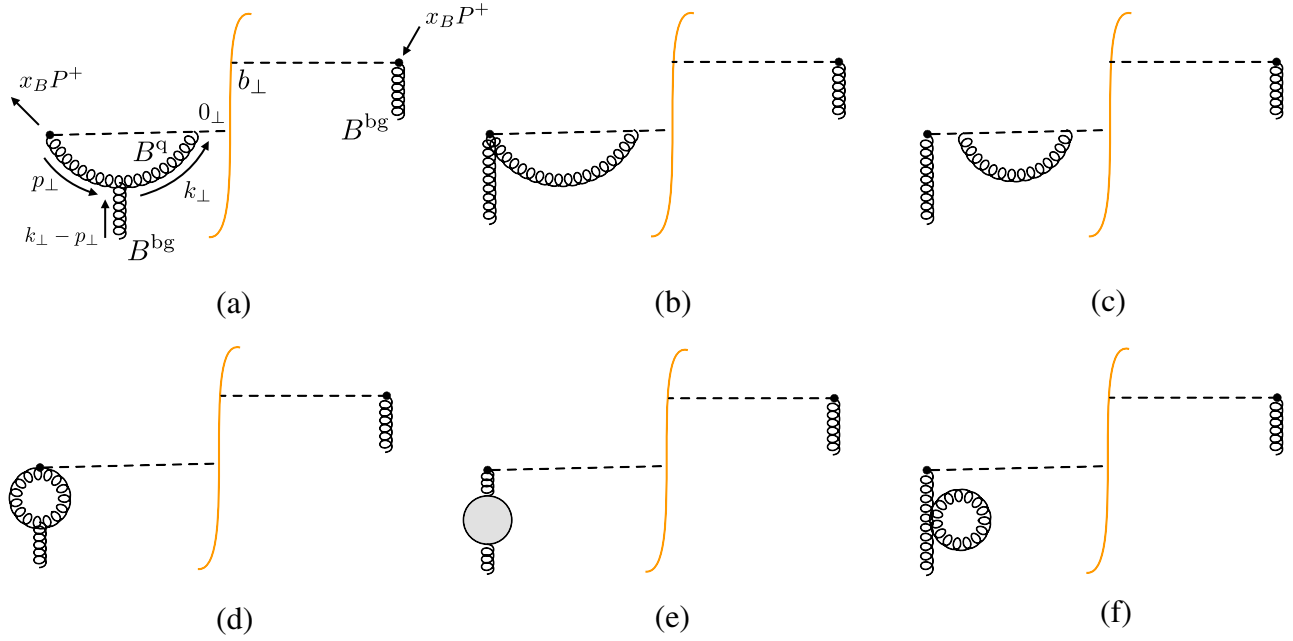 x_B P^+
x_B P^+
b_⊥
0_⊥
B^q
B^bg
p_⊥
k_⊥
k_⊥ − p_⊥
B^bg
(a)
(b)
(c)
(d)
(e)
(f)